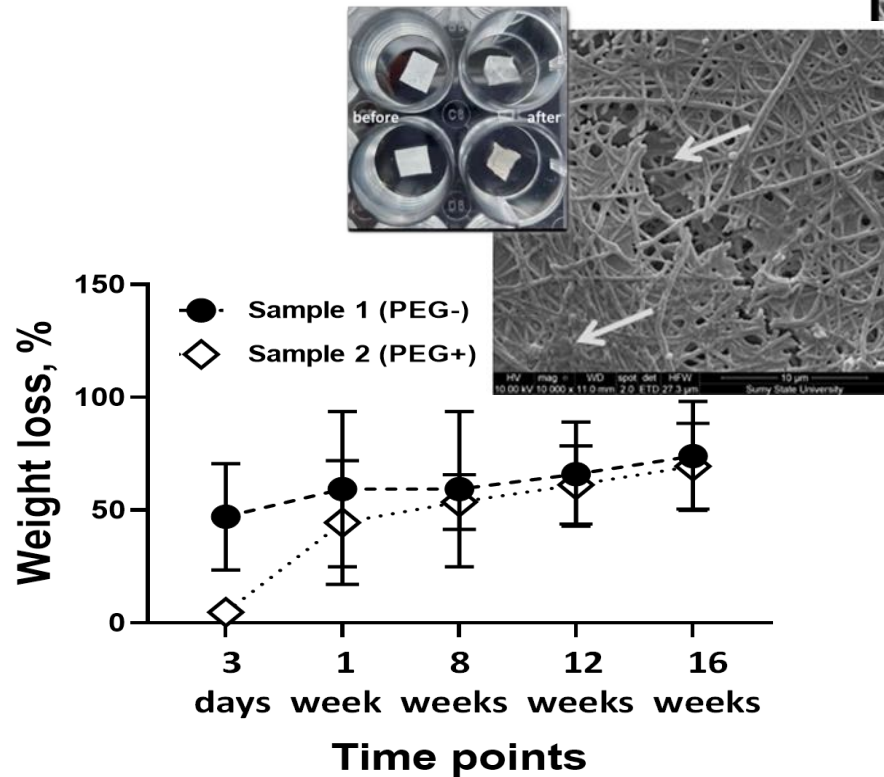 before
C6
after
D6
HV mag WD spot det HFW 10 µm
10.00 kV 10 000 x 11.0 mm 2.0 ETD 27.3 µm Sumy State University
150
Sample 1 (PEG-)
Sample 2 (PEG+)
100
50
0
Weight loss, %
3 1 8 12 16
days week weeks weeks weeks
Time points